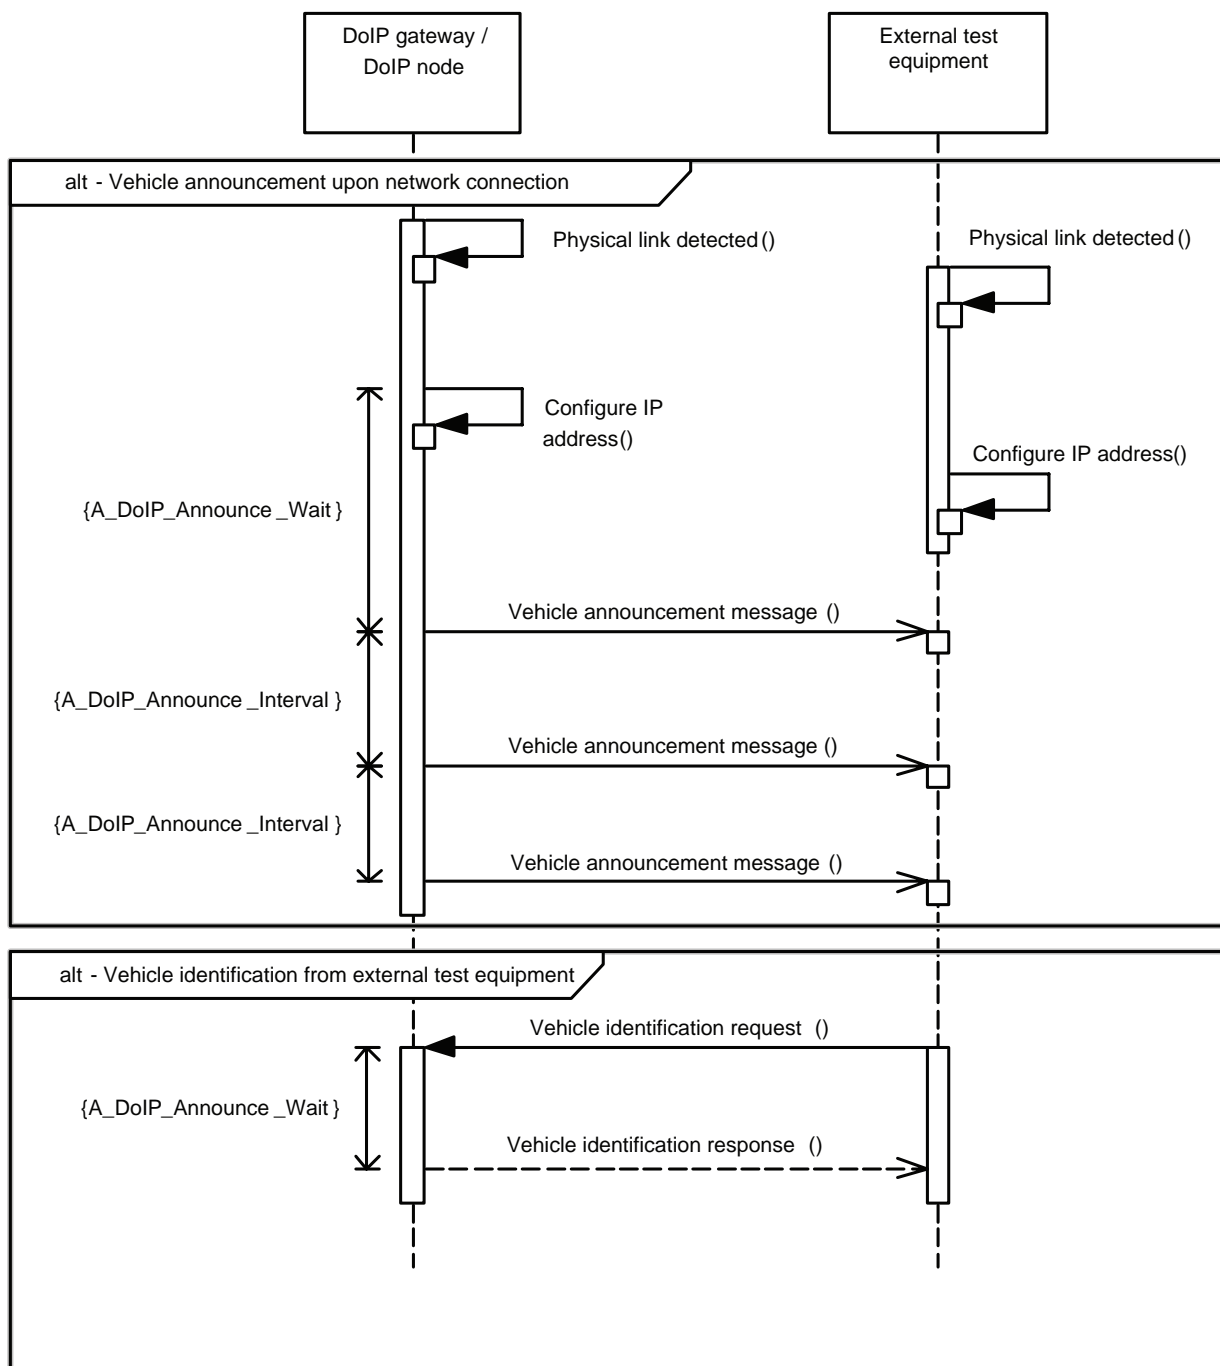 DoIP gateway /
DoIP node
External test
equipment
alt - Vehicle announcement upon network connection
Physical link detected ()
Physical link detected ()
Configure IP
address()
Configure IP address()
{A_DoIP_Announce _Wait }
Vehicle announcement message ()
{A_DoIP_Announce _Interval }
Vehicle announcement message ()
{A_DoIP_Announce _Interval }
Vehicle announcement message ()
alt - Vehicle identification from external test equipment
Vehicle identification request ()
{A_DoIP_Announce _Wait }
Vehicle identification response ()